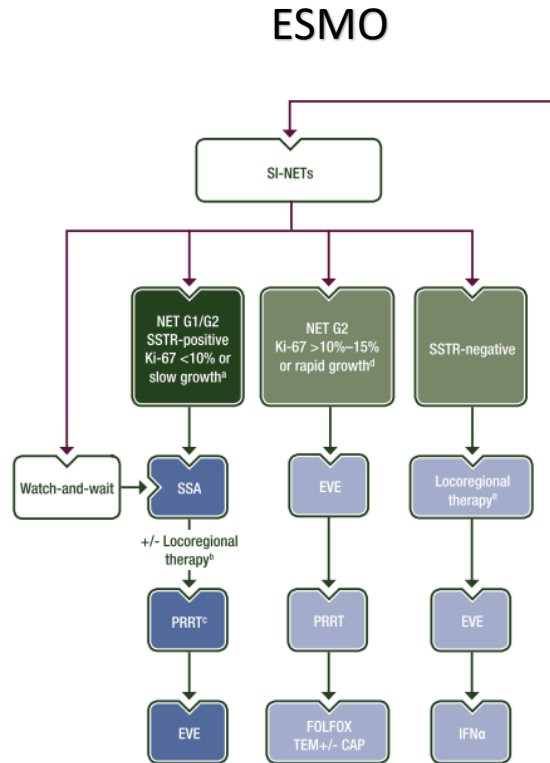 ESMO
SI-NETs
NET G1/G2
SSTR-positive
Ki-67 <10% or
slow growthᵃ
NET G2
Ki-67 >10%–15%
or rapid growthᵈ
SSTR-negative
Watch-and-wait
SSA
EVE
Locoregional
therapyᵉ
+/- Locoregional
therapyᵇ
PRRTᶜ
PRRT
EVE
EVE
FOLFOX
TEM+/- CAP
IFNα